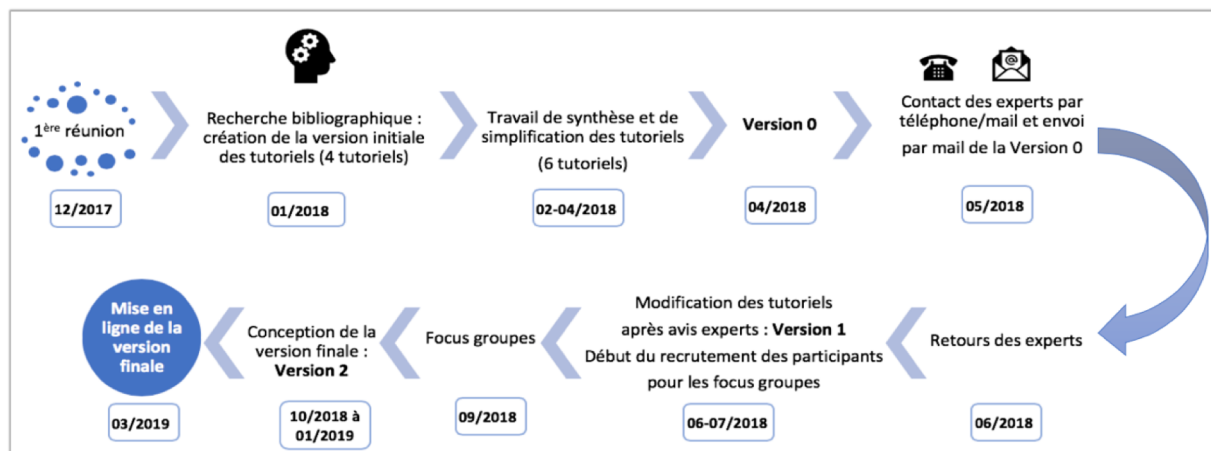 1ère réunion
12/2017
Recherche bibliographique :
création de la version initiale
des tutoriels (4 tutoriels)
01/2018
Travail de synthèse et de
simplification des tutoriels
(6 tutoriels)
02-04/2018
Version 0
04/2018
@
Contact des experts par
téléphone/mail et envoi
par mail de la Version 0
05/2018
Retours des experts
06/2018
Modification des tutoriels
après avis experts : Version 1
Début du recrutement des participants
pour les focus groupes
06-07/2018
Focus groupes
09/2018
Conception de la
version finale :
Version 2
10/2018 à
01/2019
Mise en
ligne de la
version
finale
03/2019